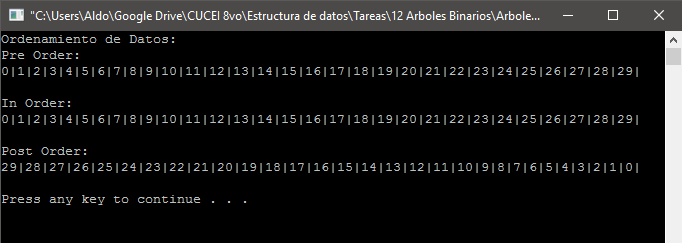 "C:\Users\Aldo\Google Drive\CUCEI 8vo\Estructura de datos\Tareas\12 Arboles Binarios\Arbole...
Ordenamiento de Datos:
Pre Order:
0|1|2|3|4|5|6|7|8|9|10|11|12|13|14|15|16|17|18|19|20|21|22|23|24|25|26|27|28|29|
In Order:
0|1|2|3|4|5|6|7|8|9|10|11|12|13|14|15|16|17|18|19|20|21|22|23|24|25|26|27|28|29|
Post Order:
29|28|27|26|25|24|23|22|21|20|19|18|17|16|15|14|13|12|11|10|9|8|7|6|5|4|3|2|1|0|
Press any key to continue . . .